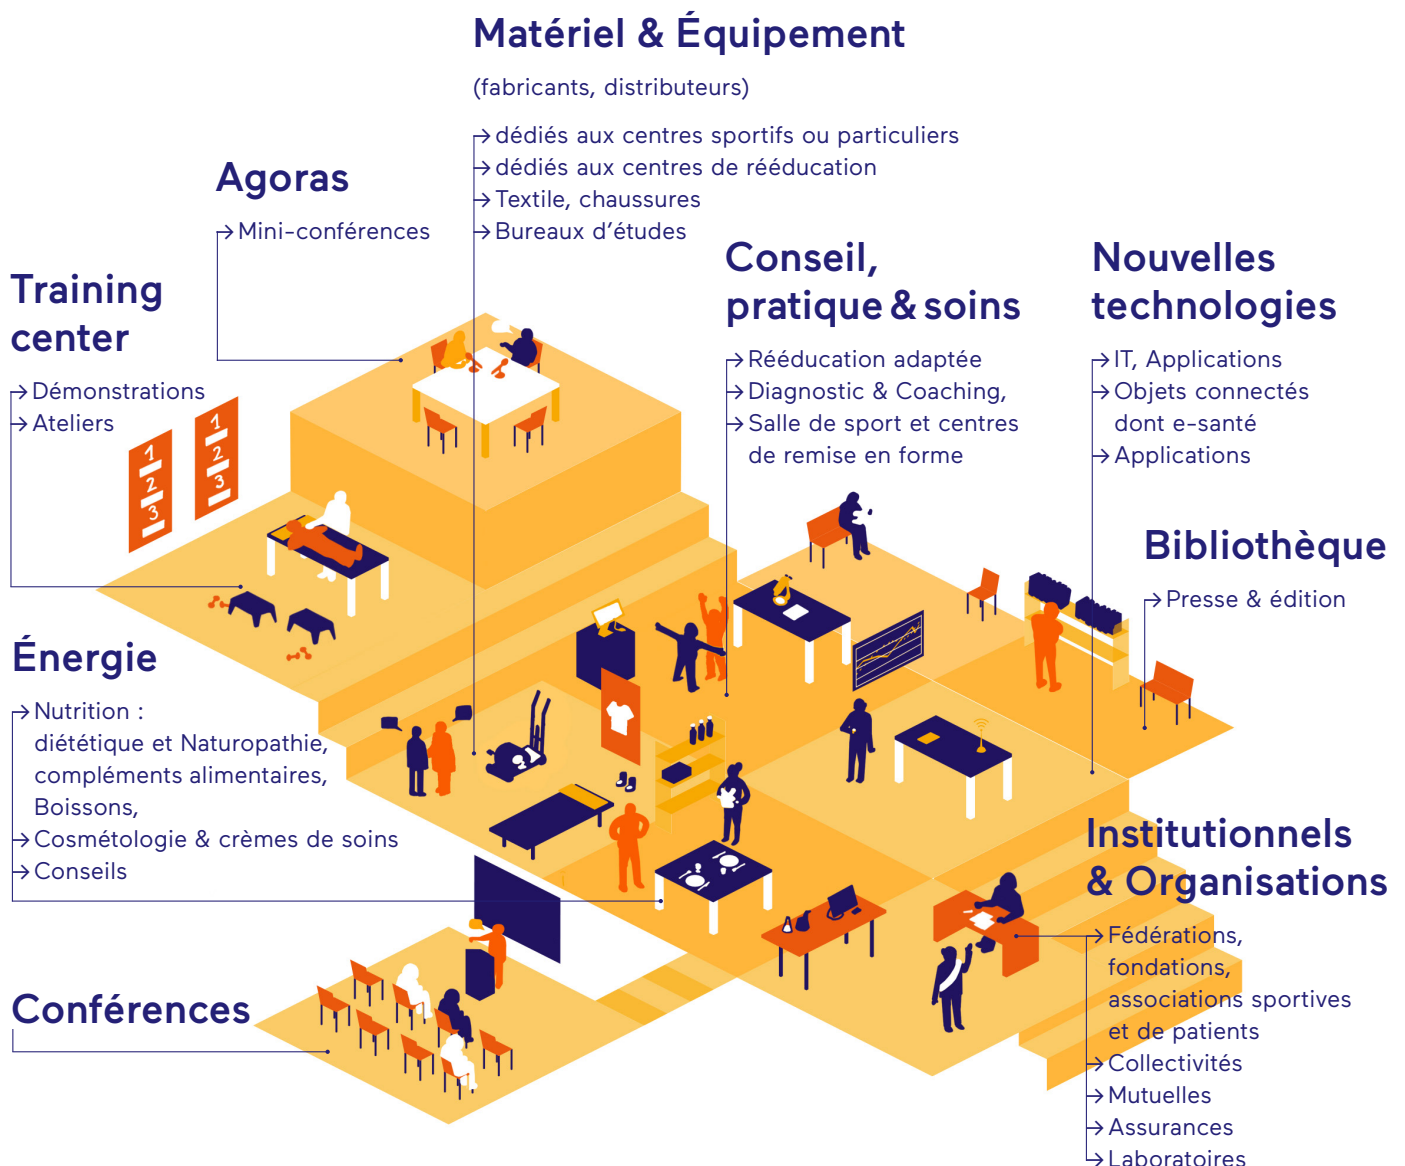 Matériel & Équipement
(fabricants, distributeurs)
→ dédiés aux centres sportifs ou particuliers
→ dédiés aux centres de rééducation
→ Textile, chaussures
→ Bureaux d’études
Agoras
→ Mini-conférences
Training
center
→ Démonstrations
→ Ateliers
1
2
3
1
2
3
Conseil,
pratique & soins
→ Rééducation adaptée
→ Diagnostic & Coaching,
→ Salle de sport et centres
de remise en forme
Nouvelles
technologies
→ IT, Applications
→ Objets connectés
dont e-santé
→ Applications
Bibliothèque
→ Presse & édition
Énergie
→ Nutrition :
diététique et Naturopathie,
compléments alimentaires,
Boissons,
→ Cosmétologie & crèmes de soins
→ Conseils
Conférences
Institutionnels
& Organisations
→ Fédérations,
fondations,
associations sportives
et de patients
→ Collectivités
→ Mutuelles
→ Assurances
→ Laboratoires